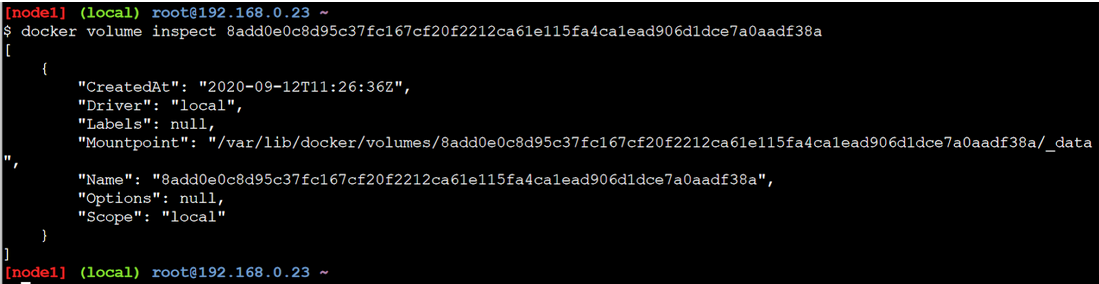 [node1] (local) root@192.168.0.23 ~
$ docker volume inspect 8add0e0c8d95c37fc167cf20f2212ca61e115fa4ca1ead906d1dce7a0aadf38a
[
    {
        "CreatedAt": "2020-09-12T11:26:36Z",
        "Driver": "local",
        "Labels": null,
        "Mountpoint": "/var/lib/docker/volumes/8add0e0c8d95c37fc167cf20f2212ca61e115fa4ca1ead906d1dce7a0aadf38a/_data
",
        "Name": "8add0e0c8d95c37fc167cf20f2212ca61e115fa4ca1ead906d1dce7a0aadf38a",
        "Options": null,
        "Scope": "local"
    }
]
[node1] (local) root@192.168.0.23 ~